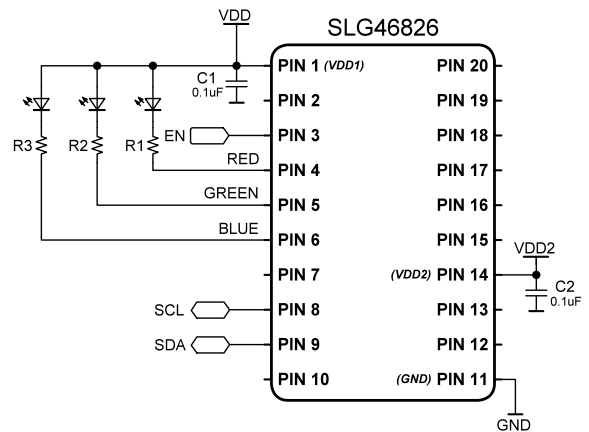 VDD
SLG46826
PIN 1 (VDD1)
PIN 20
C1
0.1uF
PIN 2
PIN 19
EN
PIN 3
PIN 18
R3
R2
R1
RED
PIN 4
PIN 17
GREEN
PIN 5
PIN 16
BLUE
PIN 6
PIN 15
VDD2
PIN 7
(VDD2) PIN 14
C2
0.1uF
SCL
PIN 8
PIN 13
SDA
PIN 9
PIN 12
PIN 10
(GND) PIN 11
GND